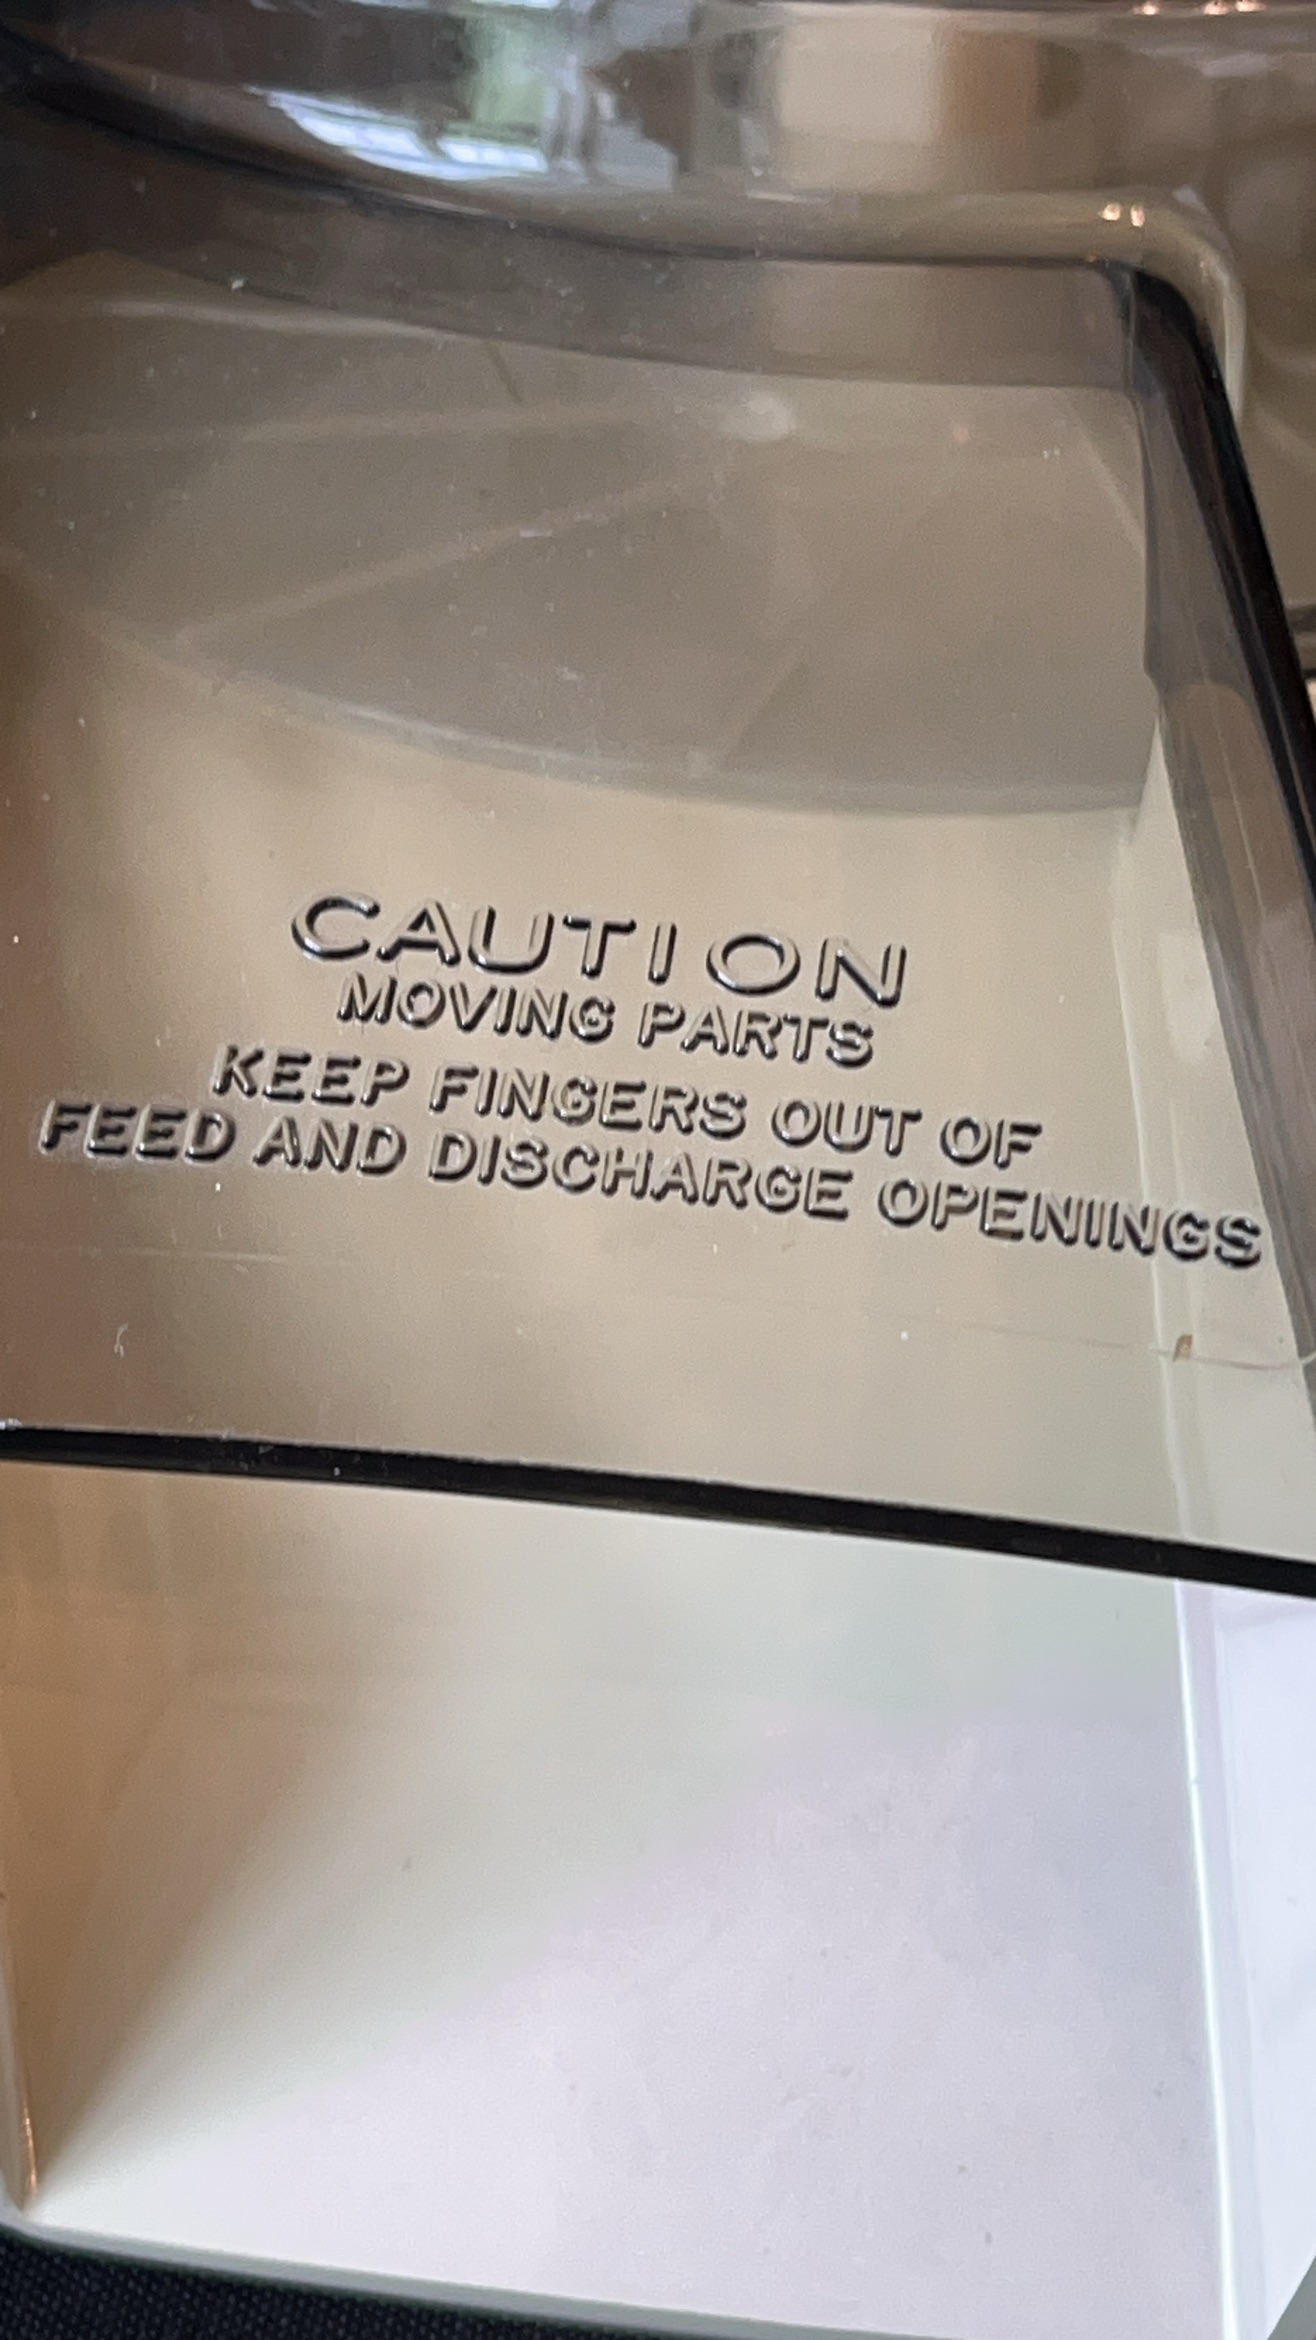 CAUTION
MOVING PARTS
KEEP FINGERS OUT OF
FEED AND DISCHARGE OPENINGS